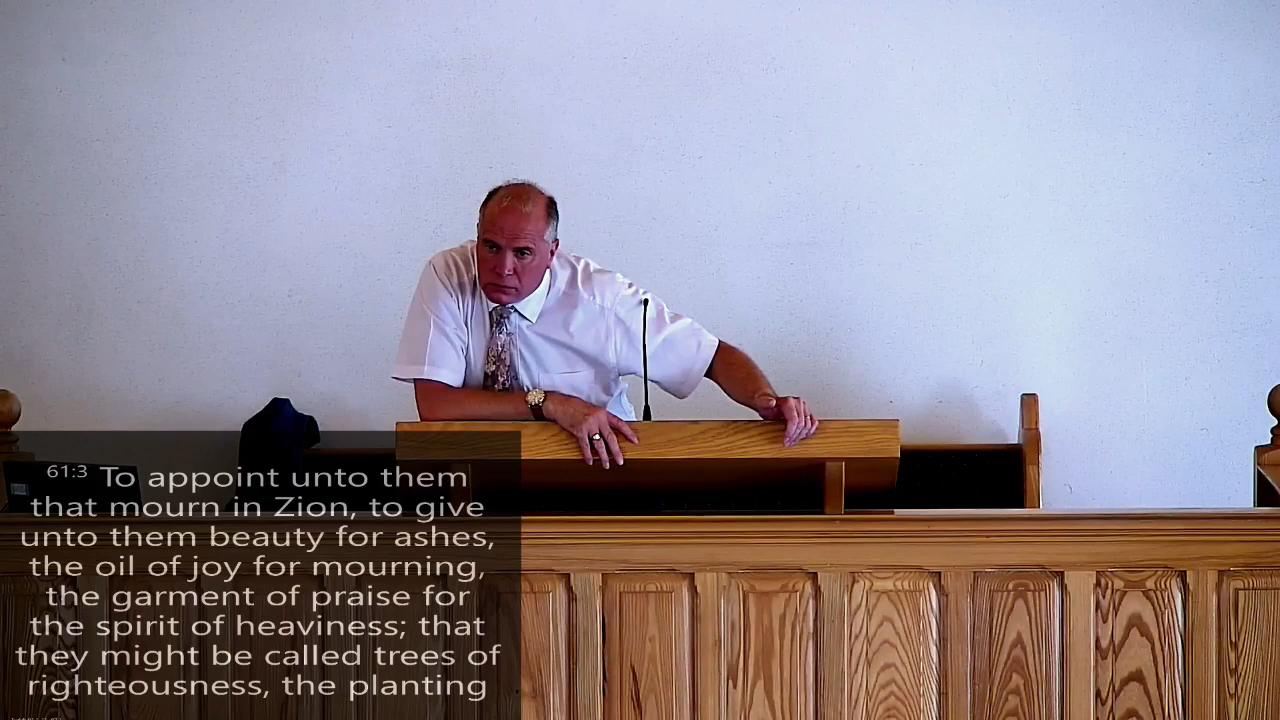 61:3 To appoint unto them
that mourn in Zion, to give
unto them beauty for ashes,
the oil of joy for mourning,
the garment of praise for
the spirit of heaviness; that
they might be called trees of
righteousness, the planting